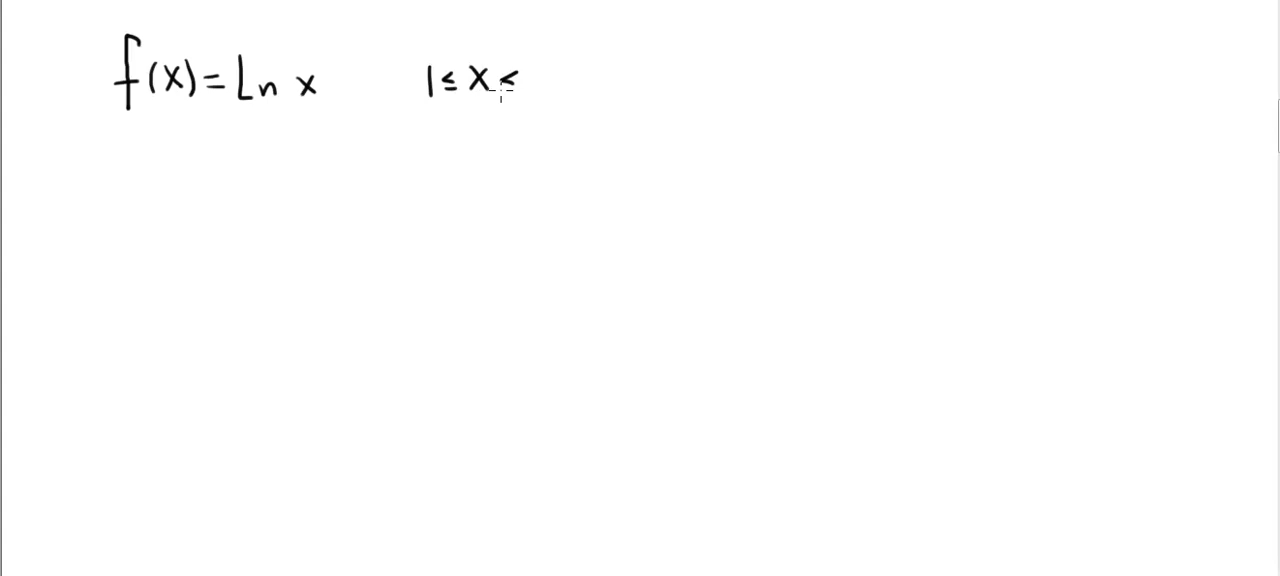 f(x) = Ln x 1 ≤ x <